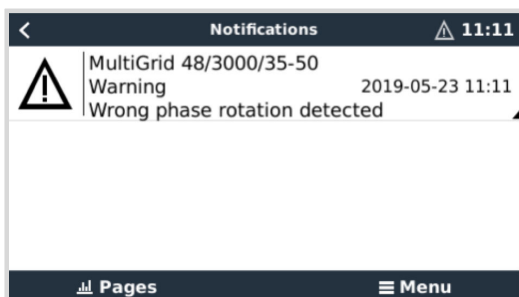 Notifications
11:11
MultiGrid 48/3000/35-50
Warning 2019-05-23 11:11
Wrong phase rotation detected
Pages
Menu